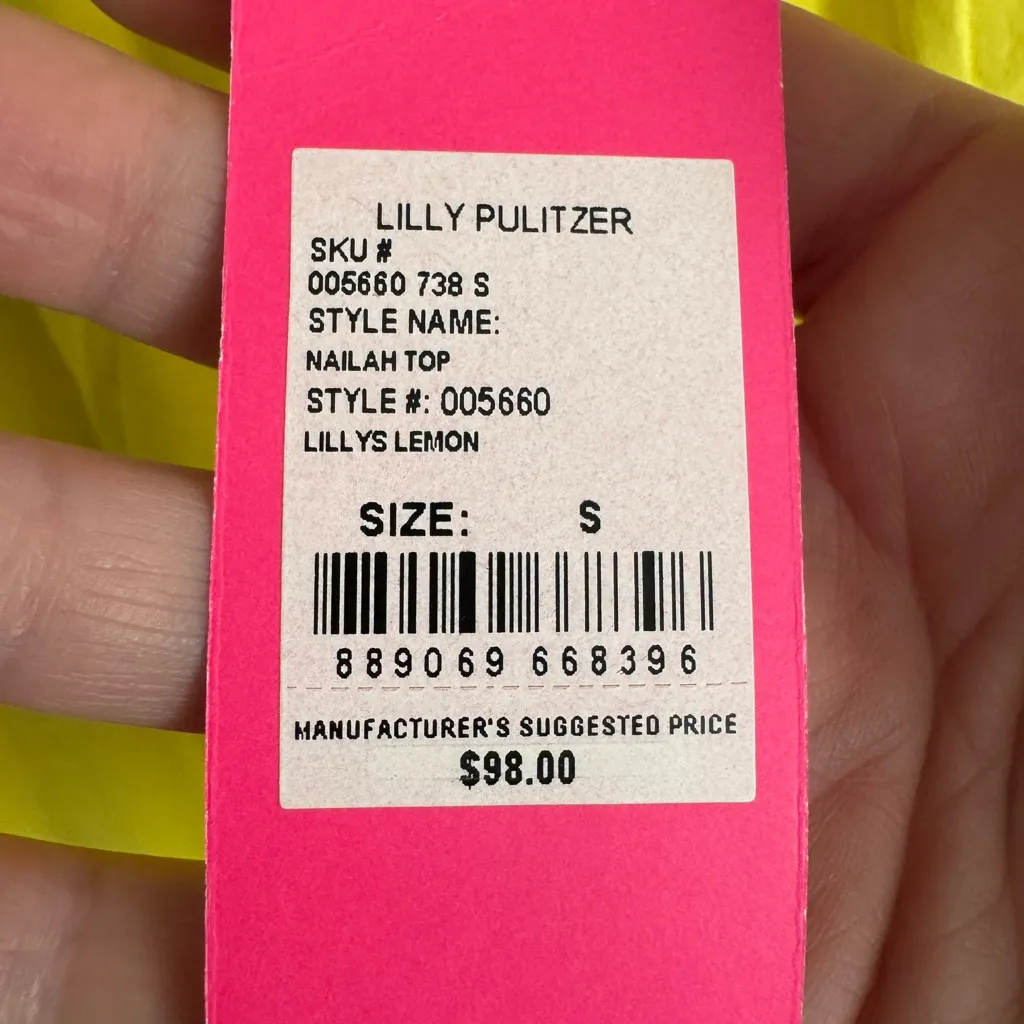 LILLY PULITZER
SKU #
005660 738 S
STYLE NAME:
NAILAH TOP
STYLE #: 005660
LILLYS LEMON
SIZE: S
889069 668396
MANUFACTURER'S SUGGESTED PRICE
$98.00